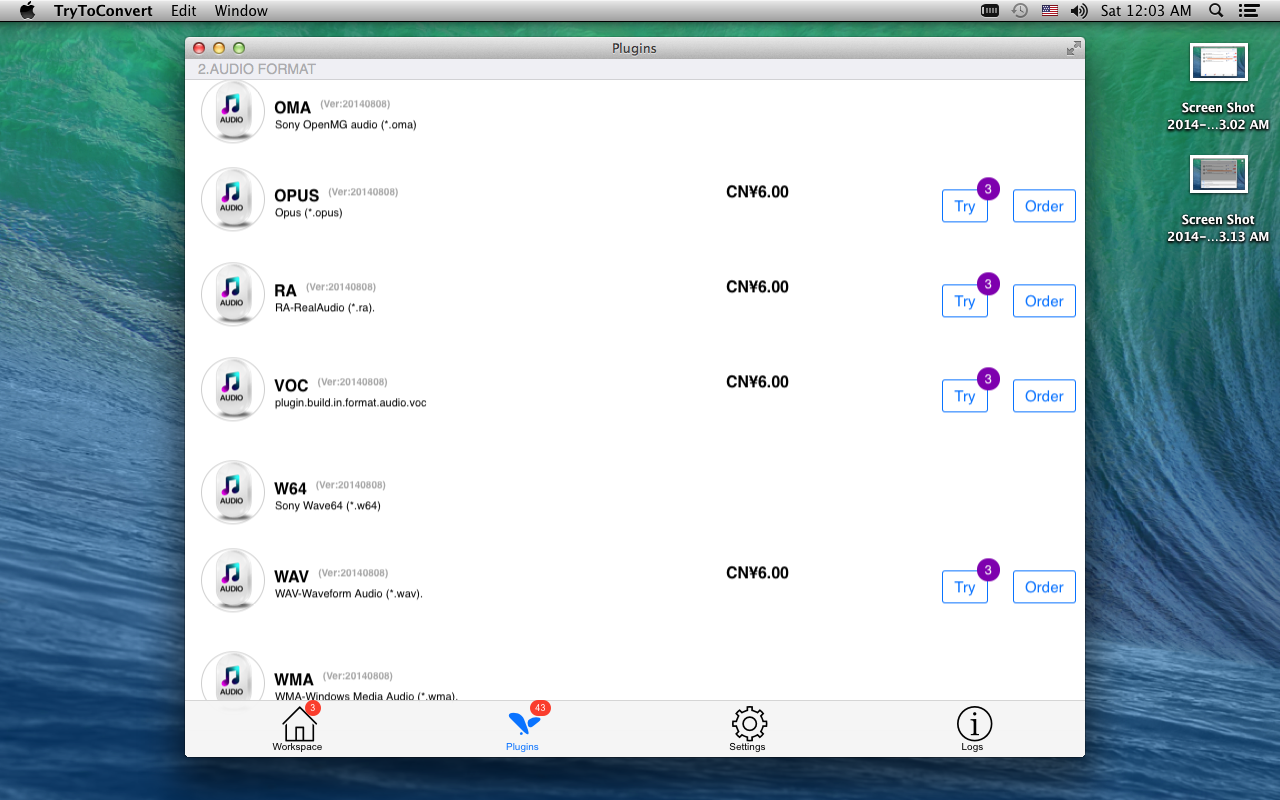 TryToConvert Edit Window Sat 12:03 AM
Plugins
2.AUDIO FORMAT
AUDIO
OMA (Ver:20140808)
Sony OpenMG audio (*.oma)
AUDIO
OPUS (Ver:20140808)
Opus (*.opus)
CN¥6.00
3
Try
Order
AUDIO
RA (Ver:20140808)
RA-RealAudio (*.ra).
CN¥6.00
3
Try
Order
AUDIO
VOC (Ver:20140808)
plugin.build.in.format.audio.voc
CN¥6.00
3
Try
Order
AUDIO
W64 (Ver:20140808)
Sony Wave64 (*.w64)
AUDIO
WAV (Ver:20140808)
WAV-Waveform Audio (*.wav).
CN¥6.00
3
Try
Order
AUDIO
WMA (Ver:20140808)
WMA-Windows Media Audio (*.wma).
3
Workspace
43
Plugins
Settings
Logs
Screen Shot
2014-...3.02 AM
Screen Shot
2014-...3.13 AM